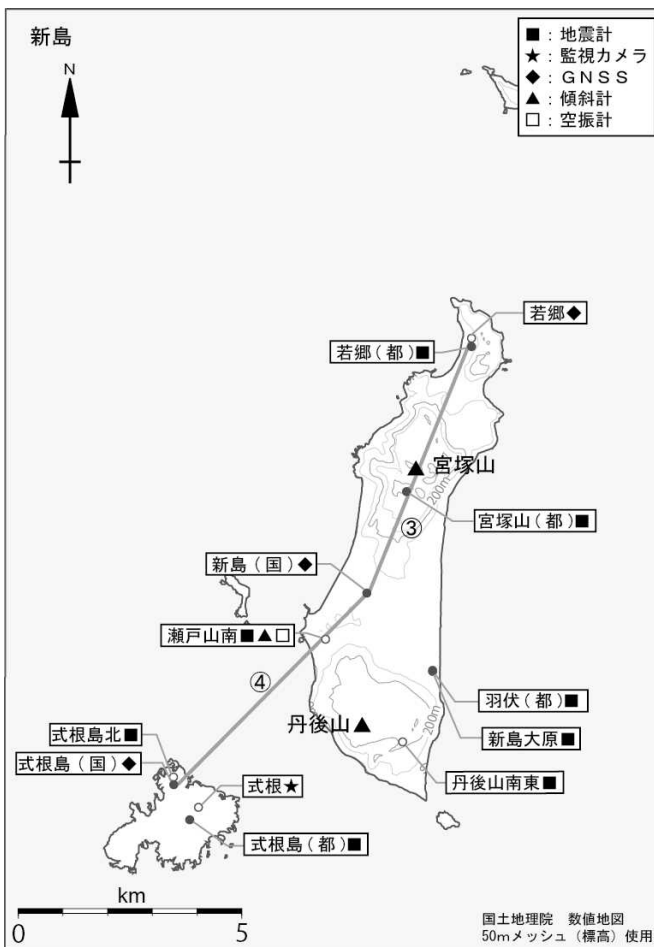 新島
N
■：地震計
★：監視カメラ
◆：ＧＮＳＳ
▲：傾斜計
□：空振計
若郷◆
若郷（都）■
宮塚山
200m
宮塚山（都）■
③
新島（国）◆
瀬戸山南■▲□
④
羽伏（都）■
丹後山
200m
新島大原■
式根島北■
式根島（国）◆
式根★
丹後山南東■
式根島（都）■
km
0 5
国土地理院　数値地図
50mメッシュ（標高）使用